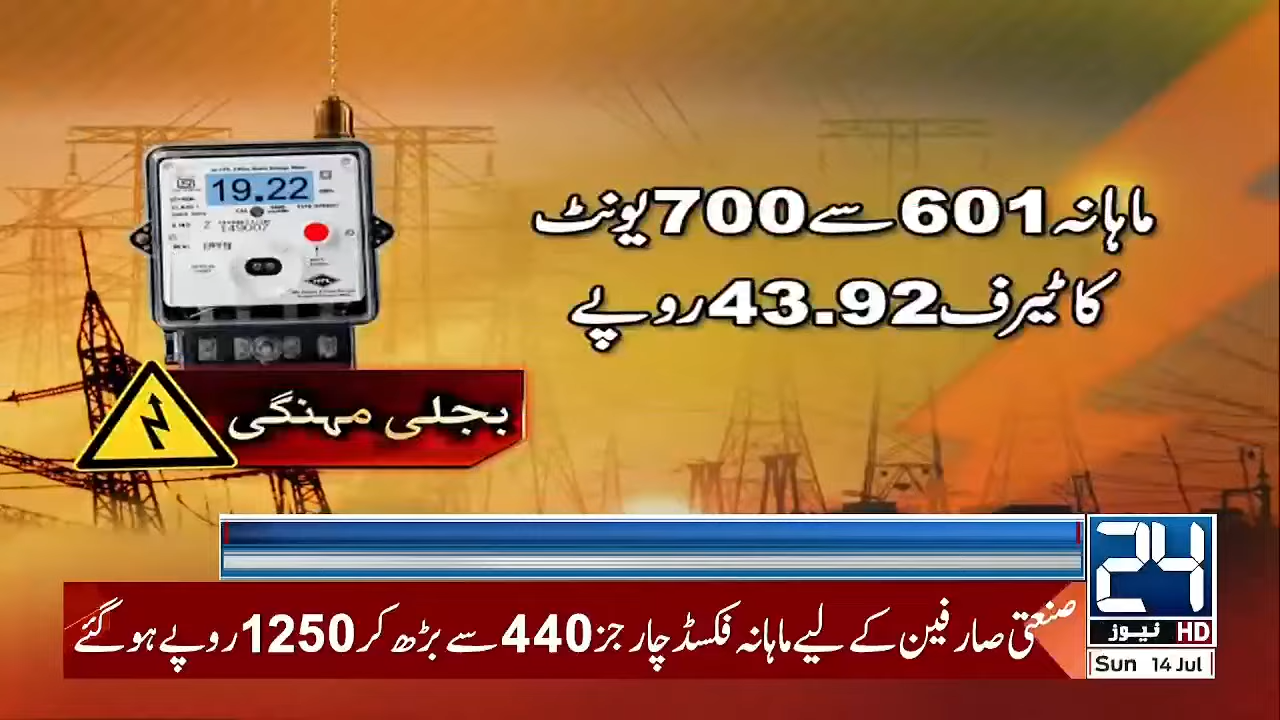 ماہانہ 601 سے 700 یونٹ
کا ٹیرف 43.92 روپے
19.22
بجلی مہنگی
صنعتی صارفین کے لیے ماہانہ فکسڈ چارجز 440 سے بڑھ کر 1250 روپے ہو گئے
24
نیوز HD
Sun 14 Jul